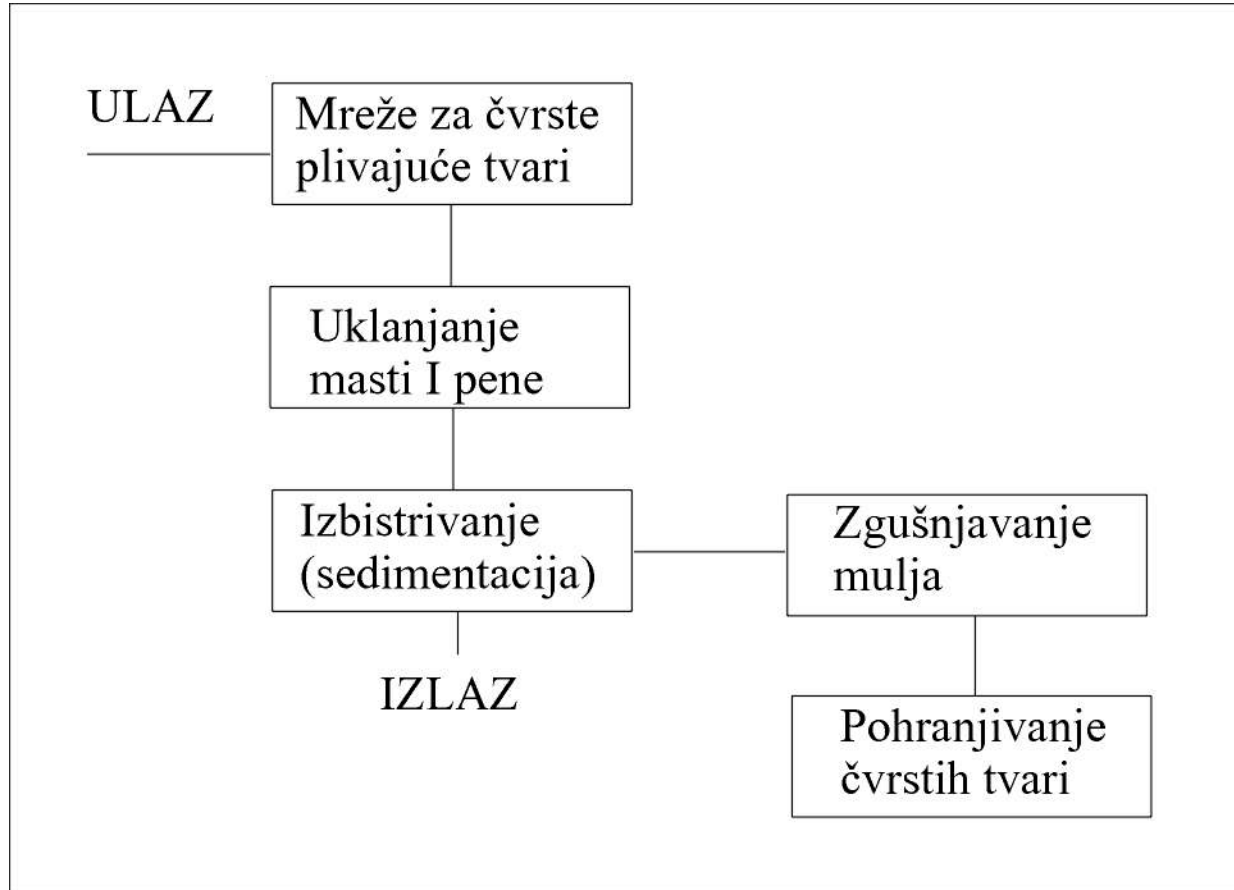 ULAZ
Mreže za čvrste
plivajuće tvari
Uklanjanje
masti I pene
Izbistrivanje
(sedimentacija)
Zgušnjavanje
mulja
IZLAZ
Pohranjivanje
čvrstih tvari